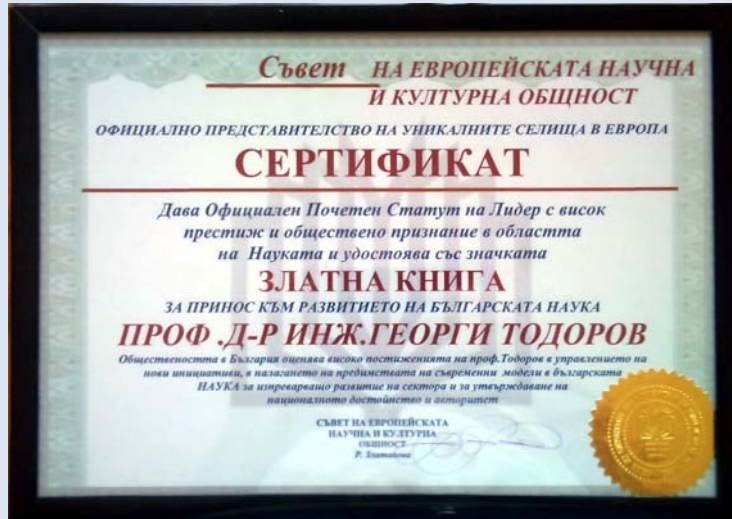 Съвет НА ЕВРОПЕЙСКАТА НАУЧНА
И КУЛТУРНА ОБЩНОСТ
ОФИЦИАЛНО ПРЕДСТАВИТЕЛСТВО НА УНИКАЛНИТЕ СЕЛИЩА В ЕВРОПА
СЕРТИФИКАТ
Дава Официален Почетен Статут на Лидер с висок
престиж и обществено признание в областта
на Науката и удостоява със значката
ЗЛАТНА КНИГА
ЗА ПРИНОС КЪМ РАЗВИТИЕТО НА БЪЛГАРСКАТА НАУКА
ПРОФ .Д-Р ИНЖ.ГЕОРГИ ТОДОРОВ
Обществеността в България оценява високо постиженията на проф.Тодоров в управлението на
нови инициативи, в налагането на предимствата на съвременни модели в българската
НАУКА за изпреварващо развитие на сектора и за утвърждаване на
националното достойнство и авторитет
СЪВЕТ НА ЕВРОПЕЙСКАТА
НАУЧНА И КУЛТУРНА
ОБЩНОСТ
Р. Златанова